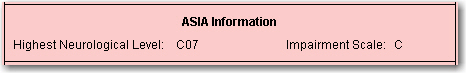 ASIA Information
Highest Neurological Level: C07 Impairment Scale: C